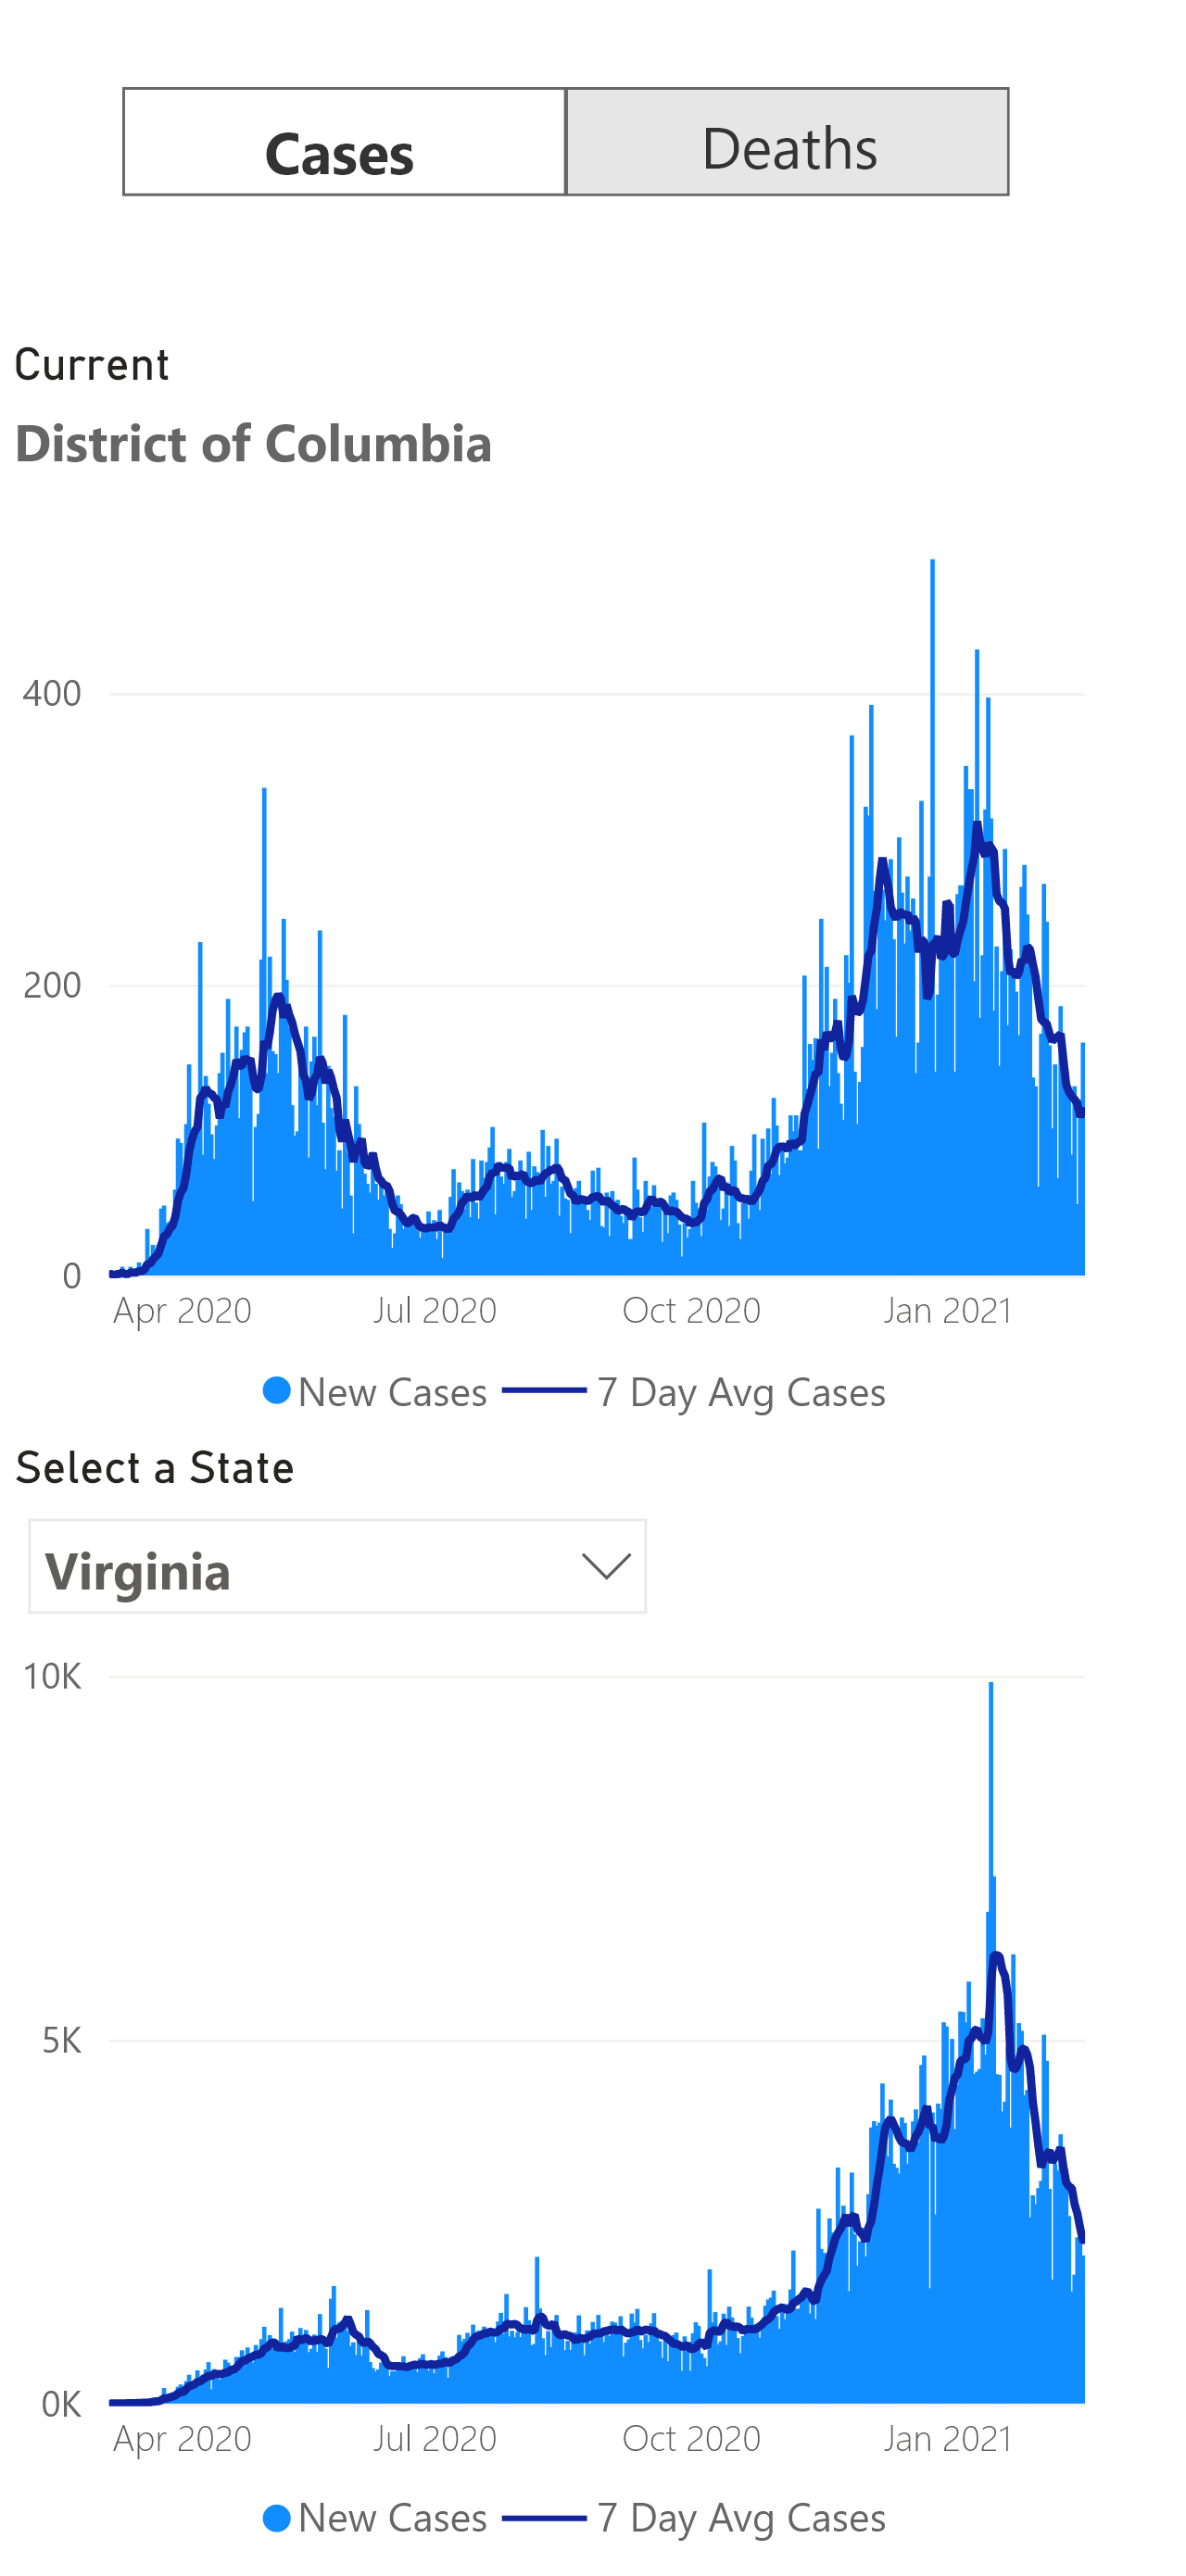 Cases Deaths
Current
District of Columbia
400
200
0
Apr 2020 Jul 2020 Oct 2020 Jan 2021
New Cases 7 Day Avg Cases
Select a State
Virginia
10K
5K
0K
Apr 2020 Jul 2020 Oct 2020 Jan 2021
New Cases 7 Day Avg Cases